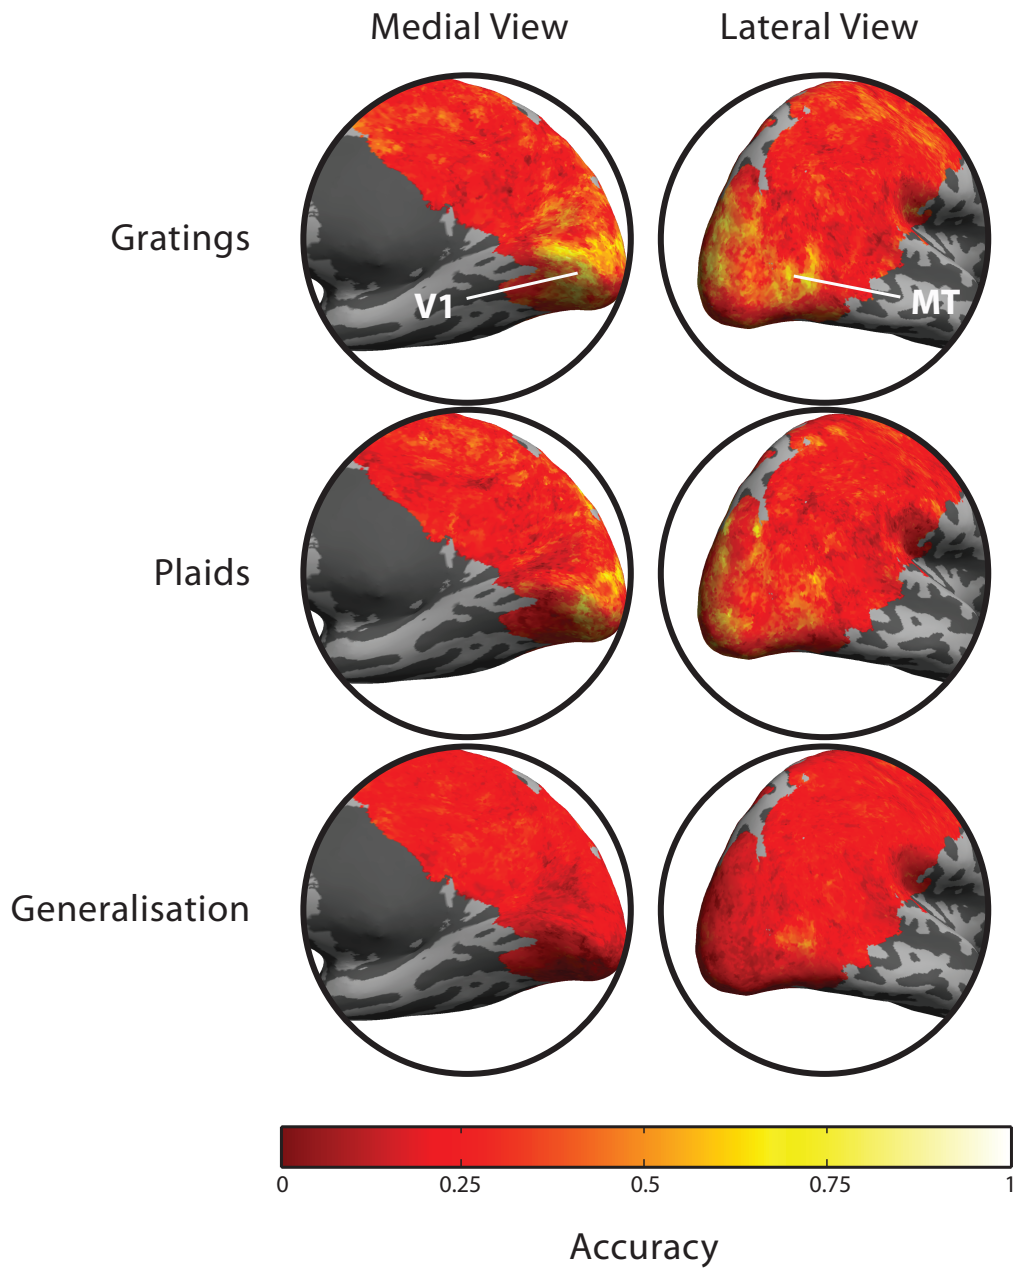 Medial View
Lateral View
Gratings
V1
MT
Plaids
Generalisation
0
0.25
0.5
0.75
1
Accuracy